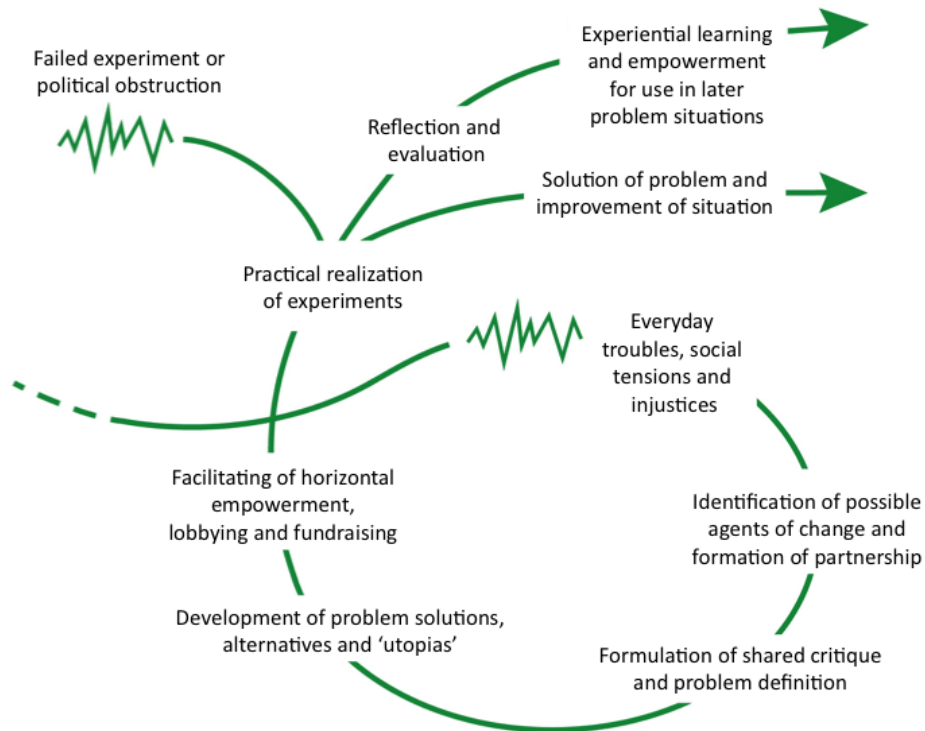 Failed experiment or
political obstruction
Experiential learning
and empowerment
for use in later
problem situations
Reflection and
evaluation
Solution of problem and
improvement of situation
Practical realization
of experiments
Everyday
troubles, social
tensions and
injustices
Facilitating of horizontal
empowerment,
lobbying and fundraising
Identification of possible
agents of change and
formation of partnership
Development of problem solutions,
alternatives and ‘utopias’
Formulation of shared critique
and problem definition